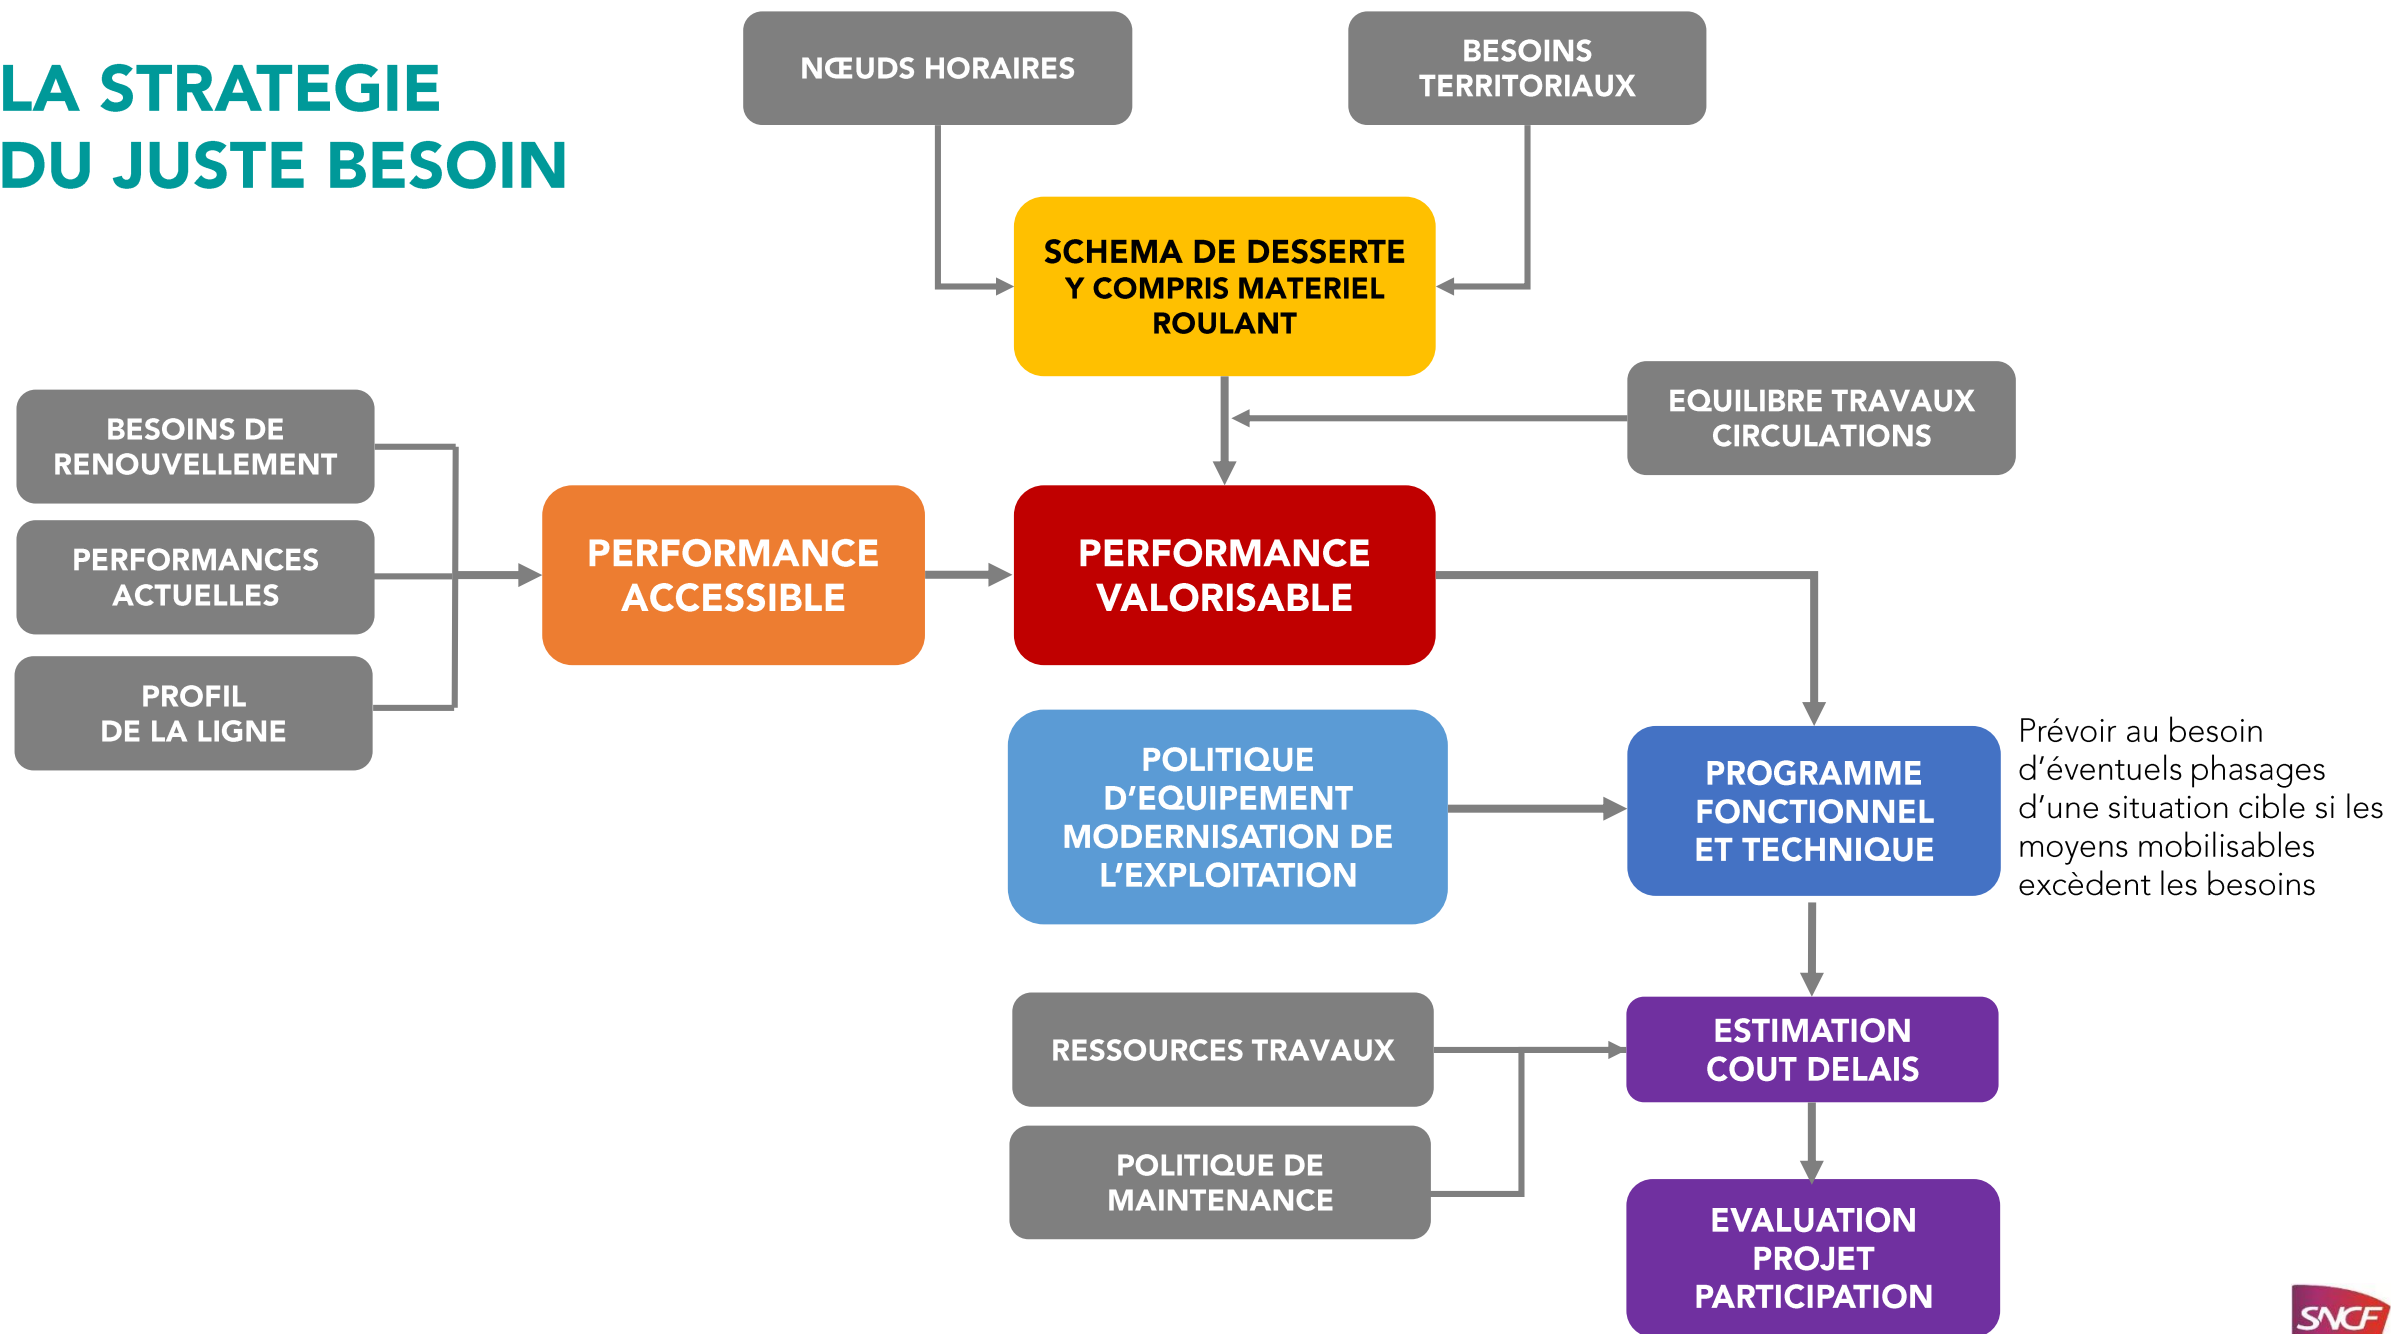 LA STRATEGIE
DU JUSTE BESOIN
NŒUDS HORAIRES
BESOINS
TERRITORIAUX
SCHEMA DE DESSERTE
Y COMPRIS MATERIEL
ROULANT
EQUILIBRE TRAVAUX
CIRCULATIONS
BESOINS DE
RENOUVELLEMENT
PERFORMANCES
ACTUELLES
PROFIL
DE LA LIGNE
PERFORMANCE
ACCESSIBLE
PERFORMANCE
VALORISABLE
POLITIQUE
D’EQUIPEMENT
MODERNISATION DE
L’EXPLOITATION
PROGRAMME
FONCTIONNEL
ET TECHNIQUE
Prévoir au besoin
d’éventuels phasages
d’une situation cible si les
moyens mobilisables
excèdent les besoins
RESSOURCES TRAVAUX
ESTIMATION
COUT DELAIS
POLITIQUE DE
MAINTENANCE
EVALUATION
PROJET
PARTICIPATION
SNCF